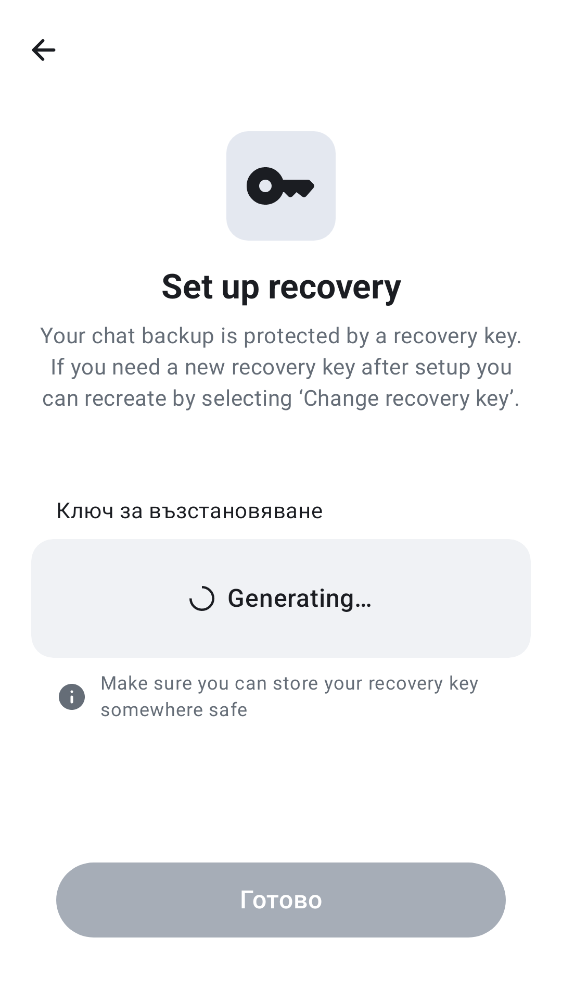 Set up recovery
Your chat backup is protected by a recovery key.
If you need a new recovery key after setup you
can recreate by selecting ‘Change recovery key’.
Ключ за възстановяване
Generating…
Make sure you can store your recovery key
somewhere safe
Готово